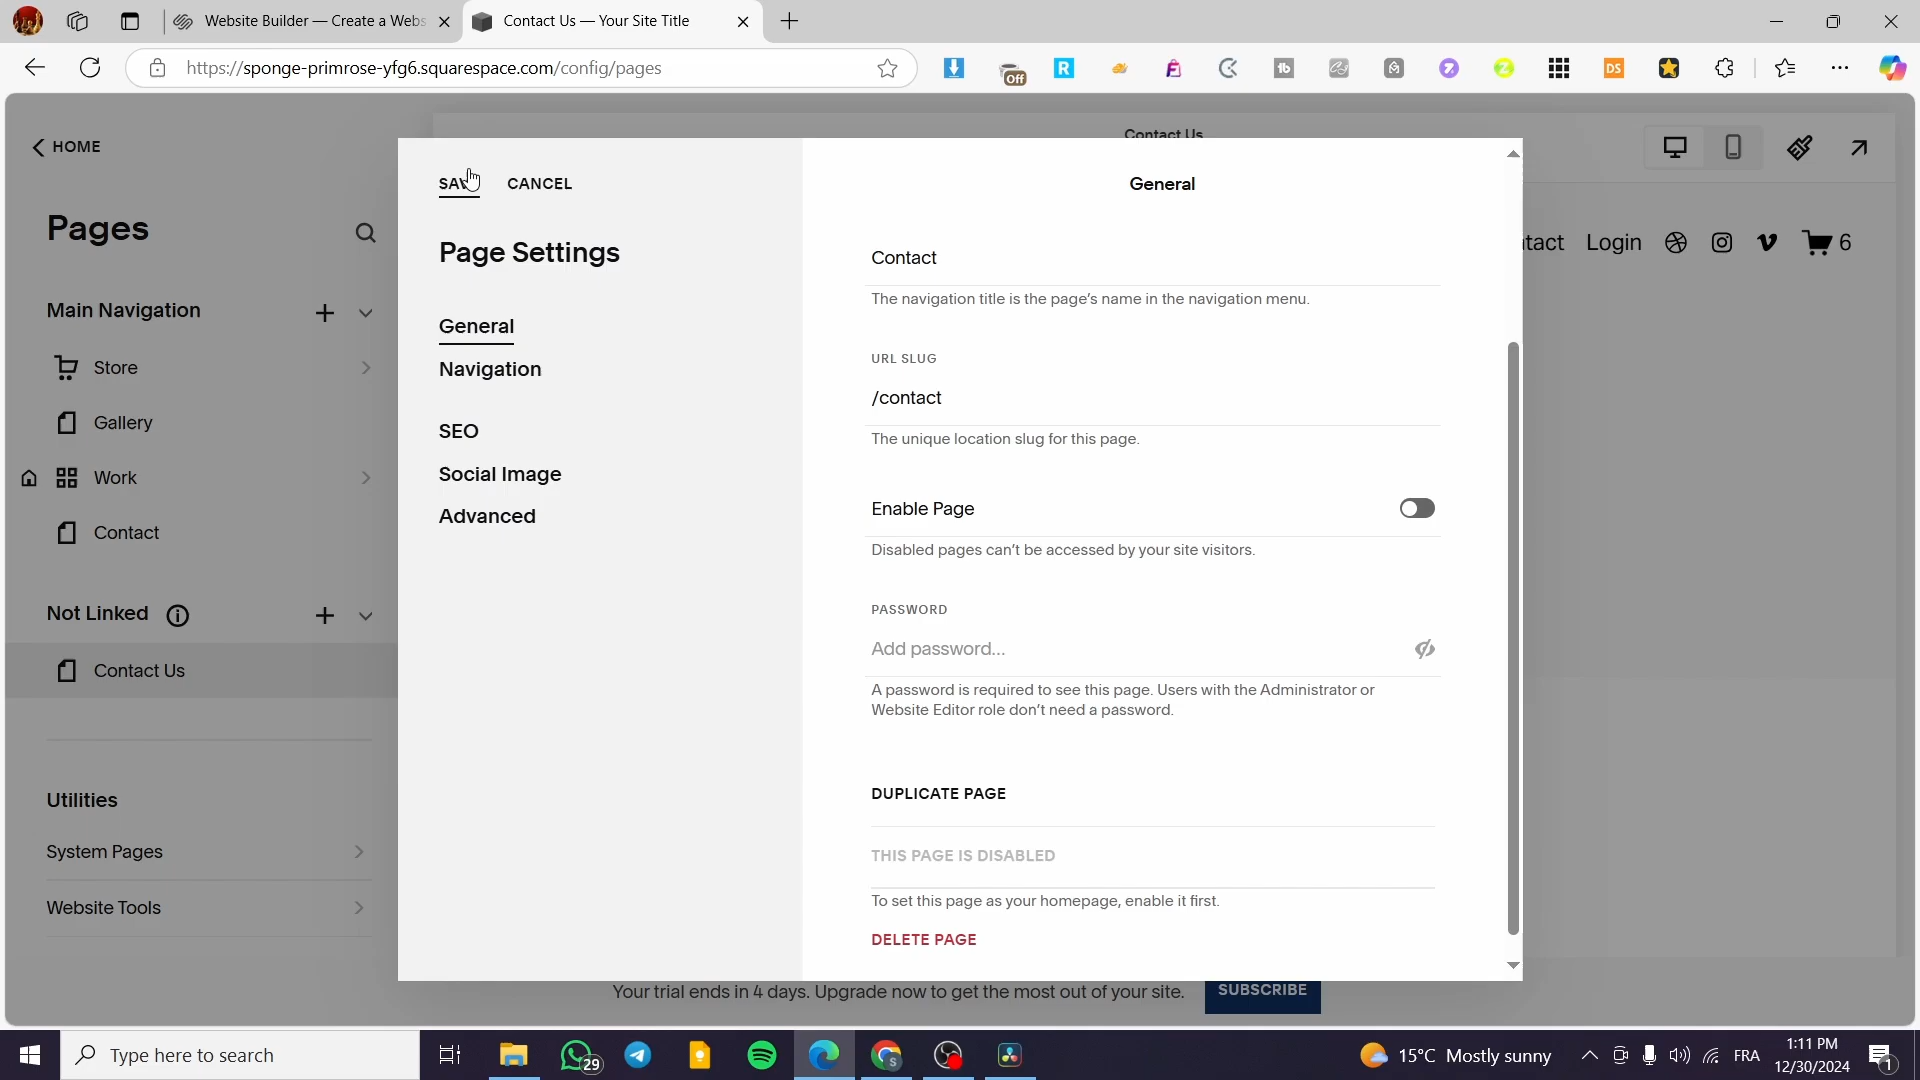 Website Builder — Create a Webs
Contact Us — Your Site Title
https://sponge-primrose-yfg6.squarespace.com/config/pages
Off
R
tb
DS
HOME
Contact Us
SAVE
CANCEL
General
Pages
Page Settings
Contact
ntact
Login
6
The navigation title is the page's name in the navigation menu.
Main Navigation
General
URL SLUG
Store
Navigation
/contact
Gallery
SEO
The unique location slug for this page.
Work
Social Image
Enable Page
Advanced
Contact
Disabled pages can't be accessed by your site visitors.
Not Linked
PASSWORD
Add password...
Contact Us
A password is required to see this page. Users with the Administrator or
Website Editor role don't need a password.
Utilities
DUPLICATE PAGE
System Pages
THIS PAGE IS DISABLED
Website Tools
To set this page as your homepage, enable it first.
DELETE PAGE
Your trial ends in 4 days. Upgrade now to get the most out of your site.
SUBSCRIBE
Type here to search
29
15°C Mostly sunny
FRA
1:11 PM
12/30/2024
1